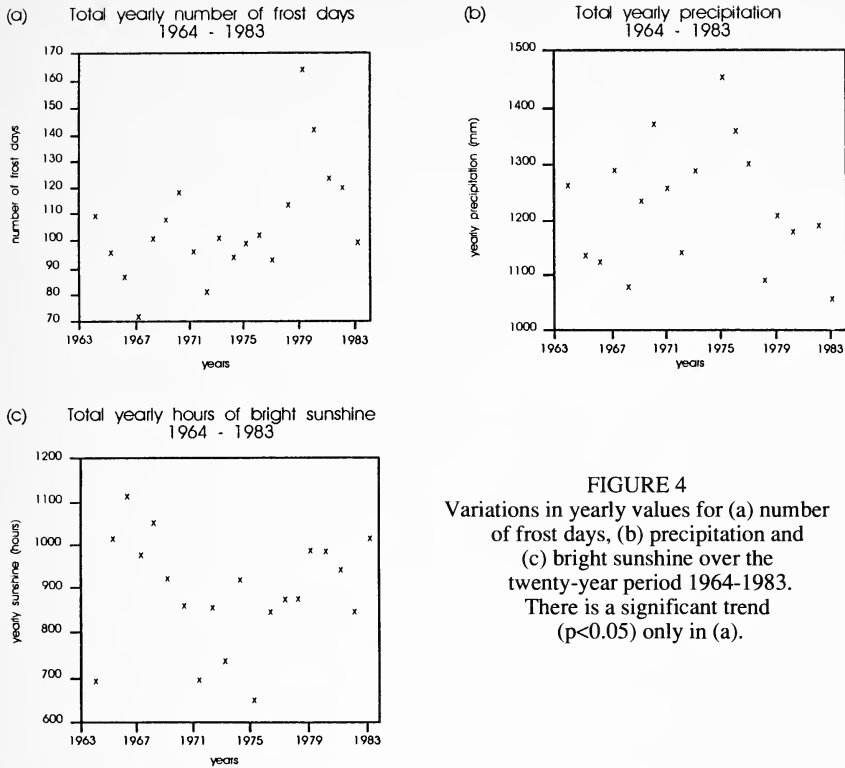 (a) Total yearly number of frost days
1964 - 1983
170
160
150
140
130
120
110
100
90
80
70
number of frost days
1963 1967 1971 1975 1979 1983
years
(b) Total yearly precipitation
1964 - 1983
1500
1400
1300
1200
1100
1000
yearly precipitation (mm)
1963 1967 1971 1975 1979 1983
years
(c) Total yearly hours of bright sunshine
1964 - 1983
1200
1100
1000
900
800
700
600
yearly sunshine (hours)
1963 1967 1971 1975 1979 1983
years
FIGURE 4
Variations in yearly values for (a) number
of frost days, (b) precipitation and
(c) bright sunshine over the
twenty-year period 1964-1983.
There is a significant trend
(p<0.05) only in (a).